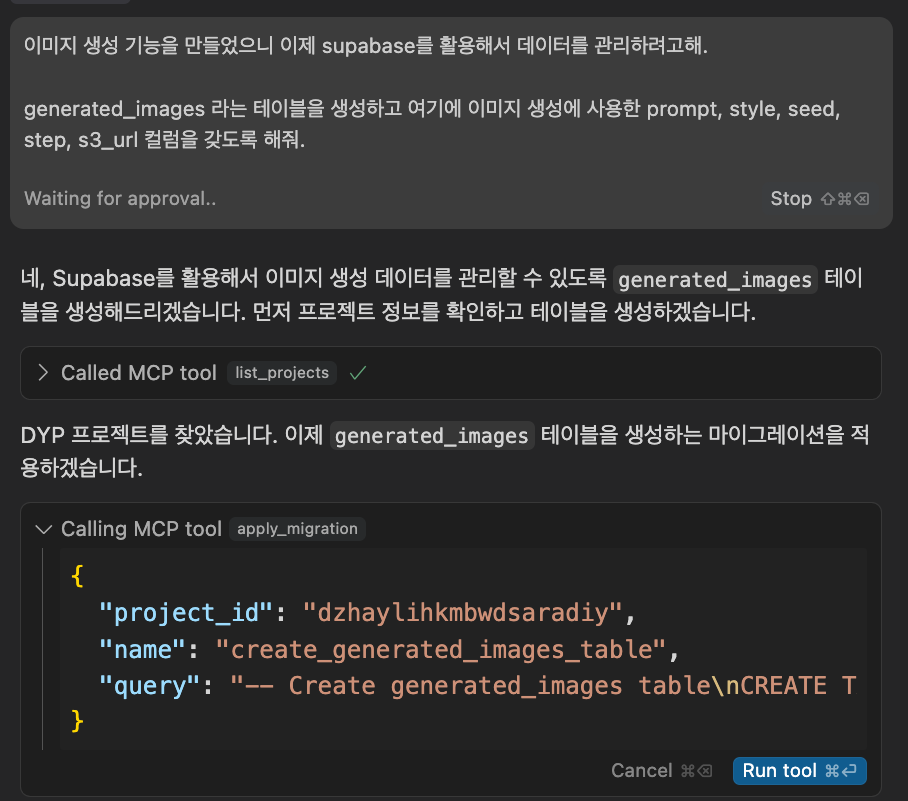 이미지 생성 기능을 만들었으니 이제 supabase를 활용해서 데이터를 관리하려고해.
generated_images 라는 테이블을 생성하고 여기에 이미지 생성에 사용한 prompt, style, seed,
step, s3_url 컬럼을 갖도록 해줘.
Waiting for approval..
Stop ⇧⌘⌫
네, Supabase를 활용해서 이미지 생성 데이터를 관리할 수 있도록 generated_images 테이
블을 생성해드리겠습니다. 먼저 프로젝트 정보를 확인하고 테이블을 생성하겠습니다.
Called MCP tool list_projects
DYP 프로젝트를 찾았습니다. 이제 generated_images 테이블을 생성하는 마이그레이션을 적
용하겠습니다.
Calling MCP tool apply_migration
{
"project_id": "dzhaylihkmbwdsaradiy",
"name": "create_generated_images_table",
"query": "-- Create generated_images table\nCREATE T
}
Cancel ⌘⌫
Run tool ⌘⏎